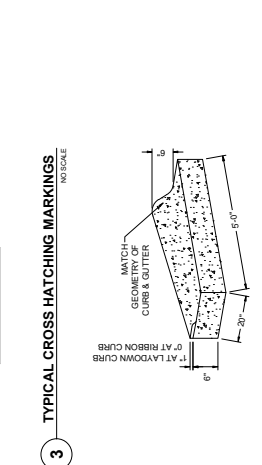 3
TYPICAL CROSS HATCHING MARKINGS
NO SCALE
MATCH
GEOMETRY OF
CURB & GUTTER
6"
1" AT LAYDOWN CURB
0" AT RIBBON CURB
6"
20"
5'-0"